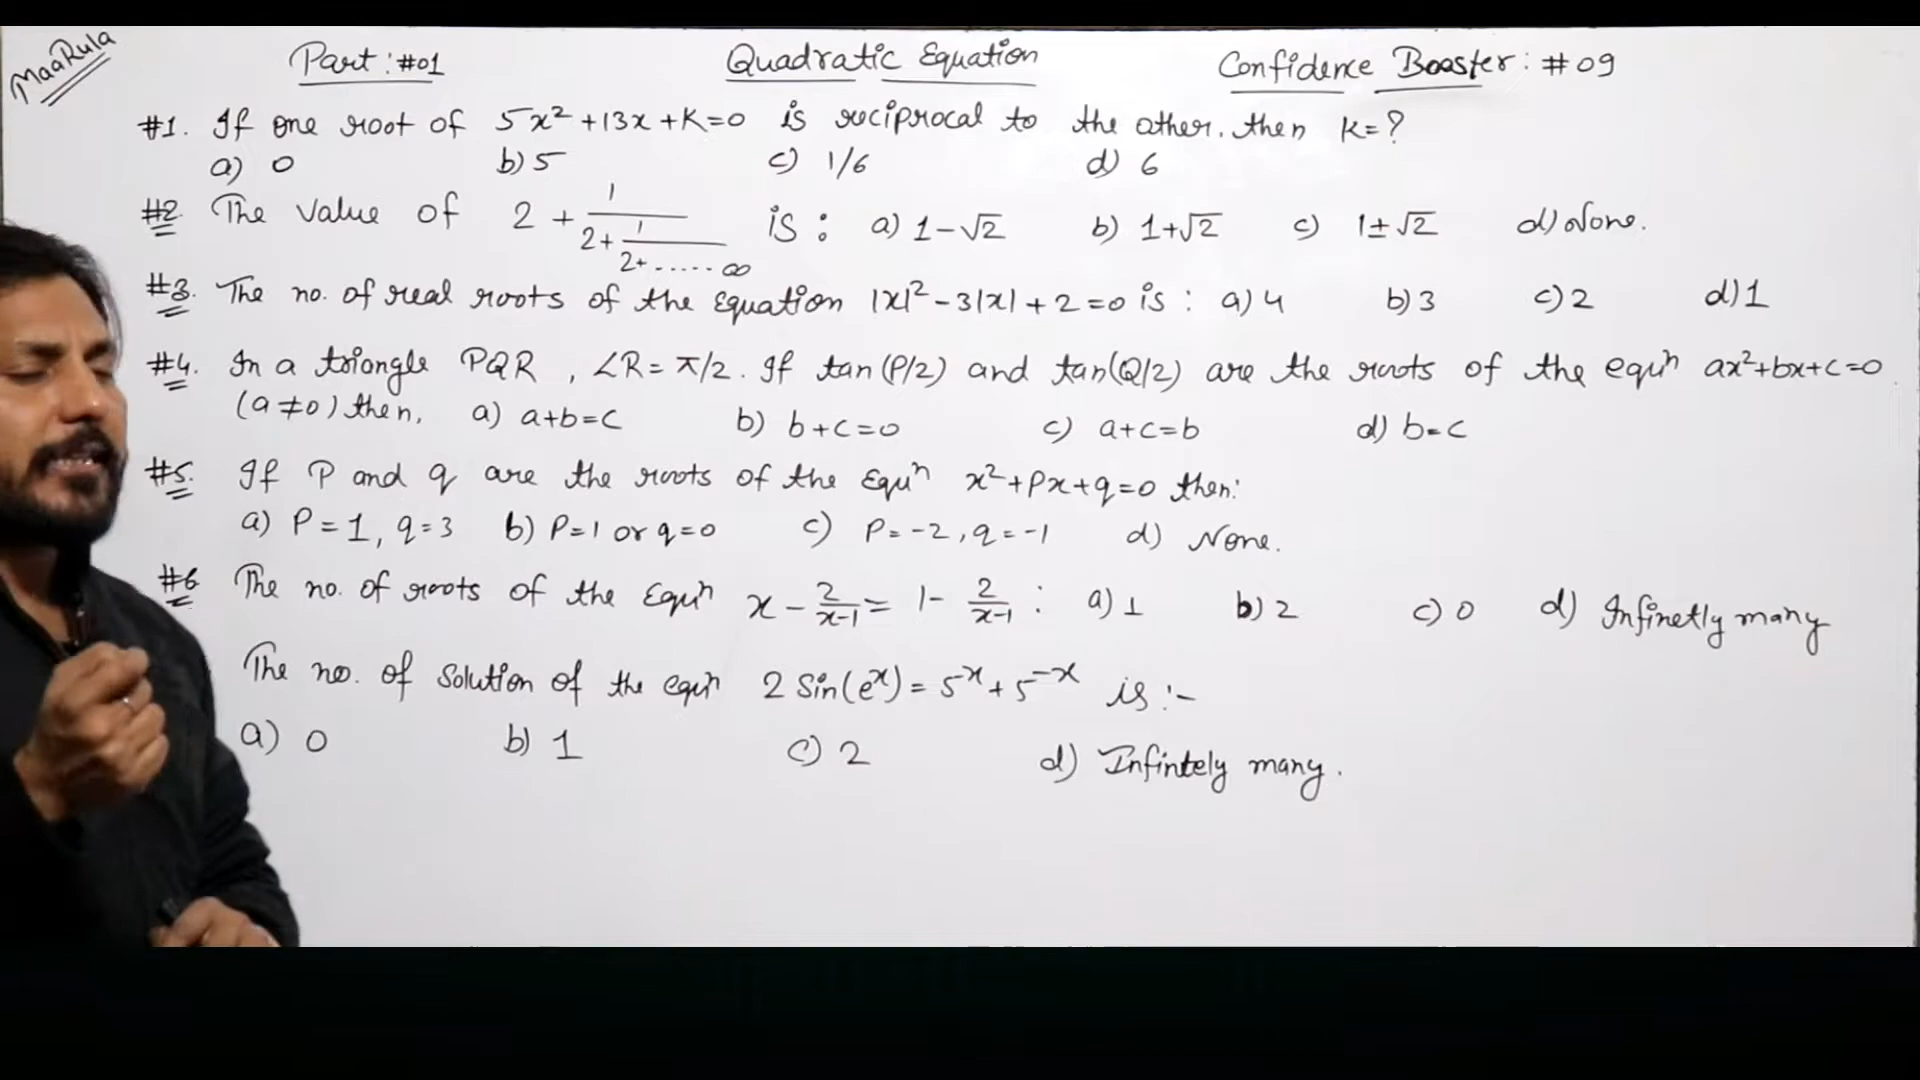 MaaRula
Part:#01 Quadratic Equation Confidence Booster: #09
#1. If one root of 5x²+13x+K=0 is reciprocal to the other. then K=?
a) 0 b) 5 c) 1/6 d) 6
#2 The value of 2 + 1/(2+ 1/(2+ ..... ∞)) is : a) 1-√2 b) 1+√2 c) 1±√2 d) None.
#3. The no. of real roots of the Equation |x|²-3|x|+2=0 is : a) 4 b) 3 c) 2 d) 1
#4. In a triangle PQR, ∠R=π/2. If tan(P/2) and tan(Q/2) are the roots of the equⁿ ax²+bx+c=0
(a≠0) then, a) a+b=c b) b+c=0 c) a+c=b d) b=c
#5. If P and q are the roots of the Equⁿ x²+Px+q=0 then:
a) P=1, q=3 b) P=1 or q=0 c) P=-2, q=-1 d) None.
#6 The no. of roots of the Equⁿ x - 2/(x-1) = 1 - 2/(x-1) : a) 1 b) 2 c) 0 d) Infinetly many
The no. of Solution of the equⁿ 2 Sin(eˣ) = 5ˣ+5⁻ˣ is :-
a) 0 b) 1 c) 2 d) Infintely many.